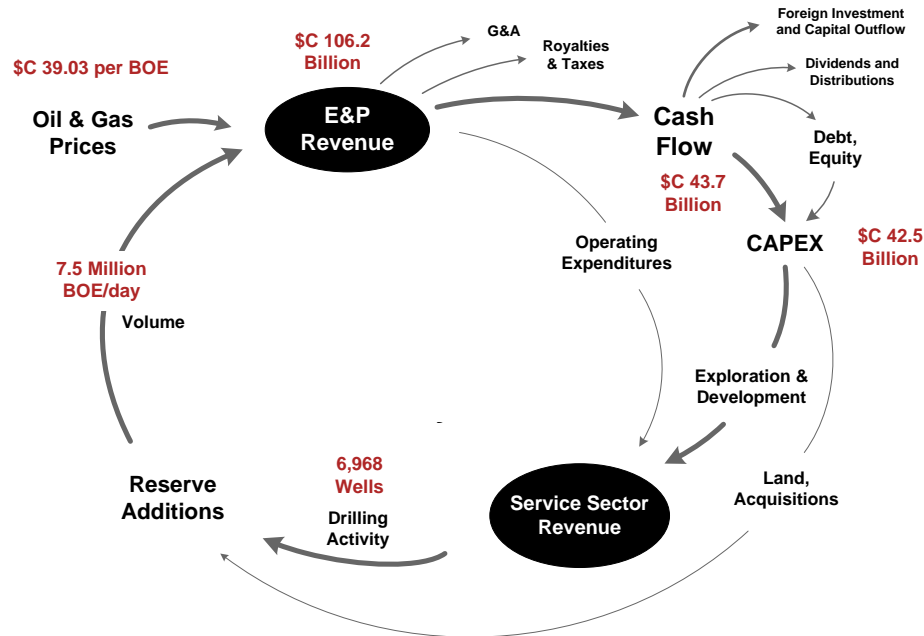 $C 39.03 per BOE
Oil & Gas
Prices
$C 106.2
Billion
E&P
Revenue
G&A
Royalties
& Taxes
Foreign Investment
and Capital Outflow
Dividends and
Distributions
Cash
Flow
Debt,
Equity
$C 43.7
Billion
CAPEX
$C 42.5
Billion
Operating
Expenditures
7.5 Million
BOE/day
Volume
Exploration &
Development
Reserve
Additions
6,968
Wells
Drilling
Activity
Service Sector
Revenue
Land,
Acquisitions